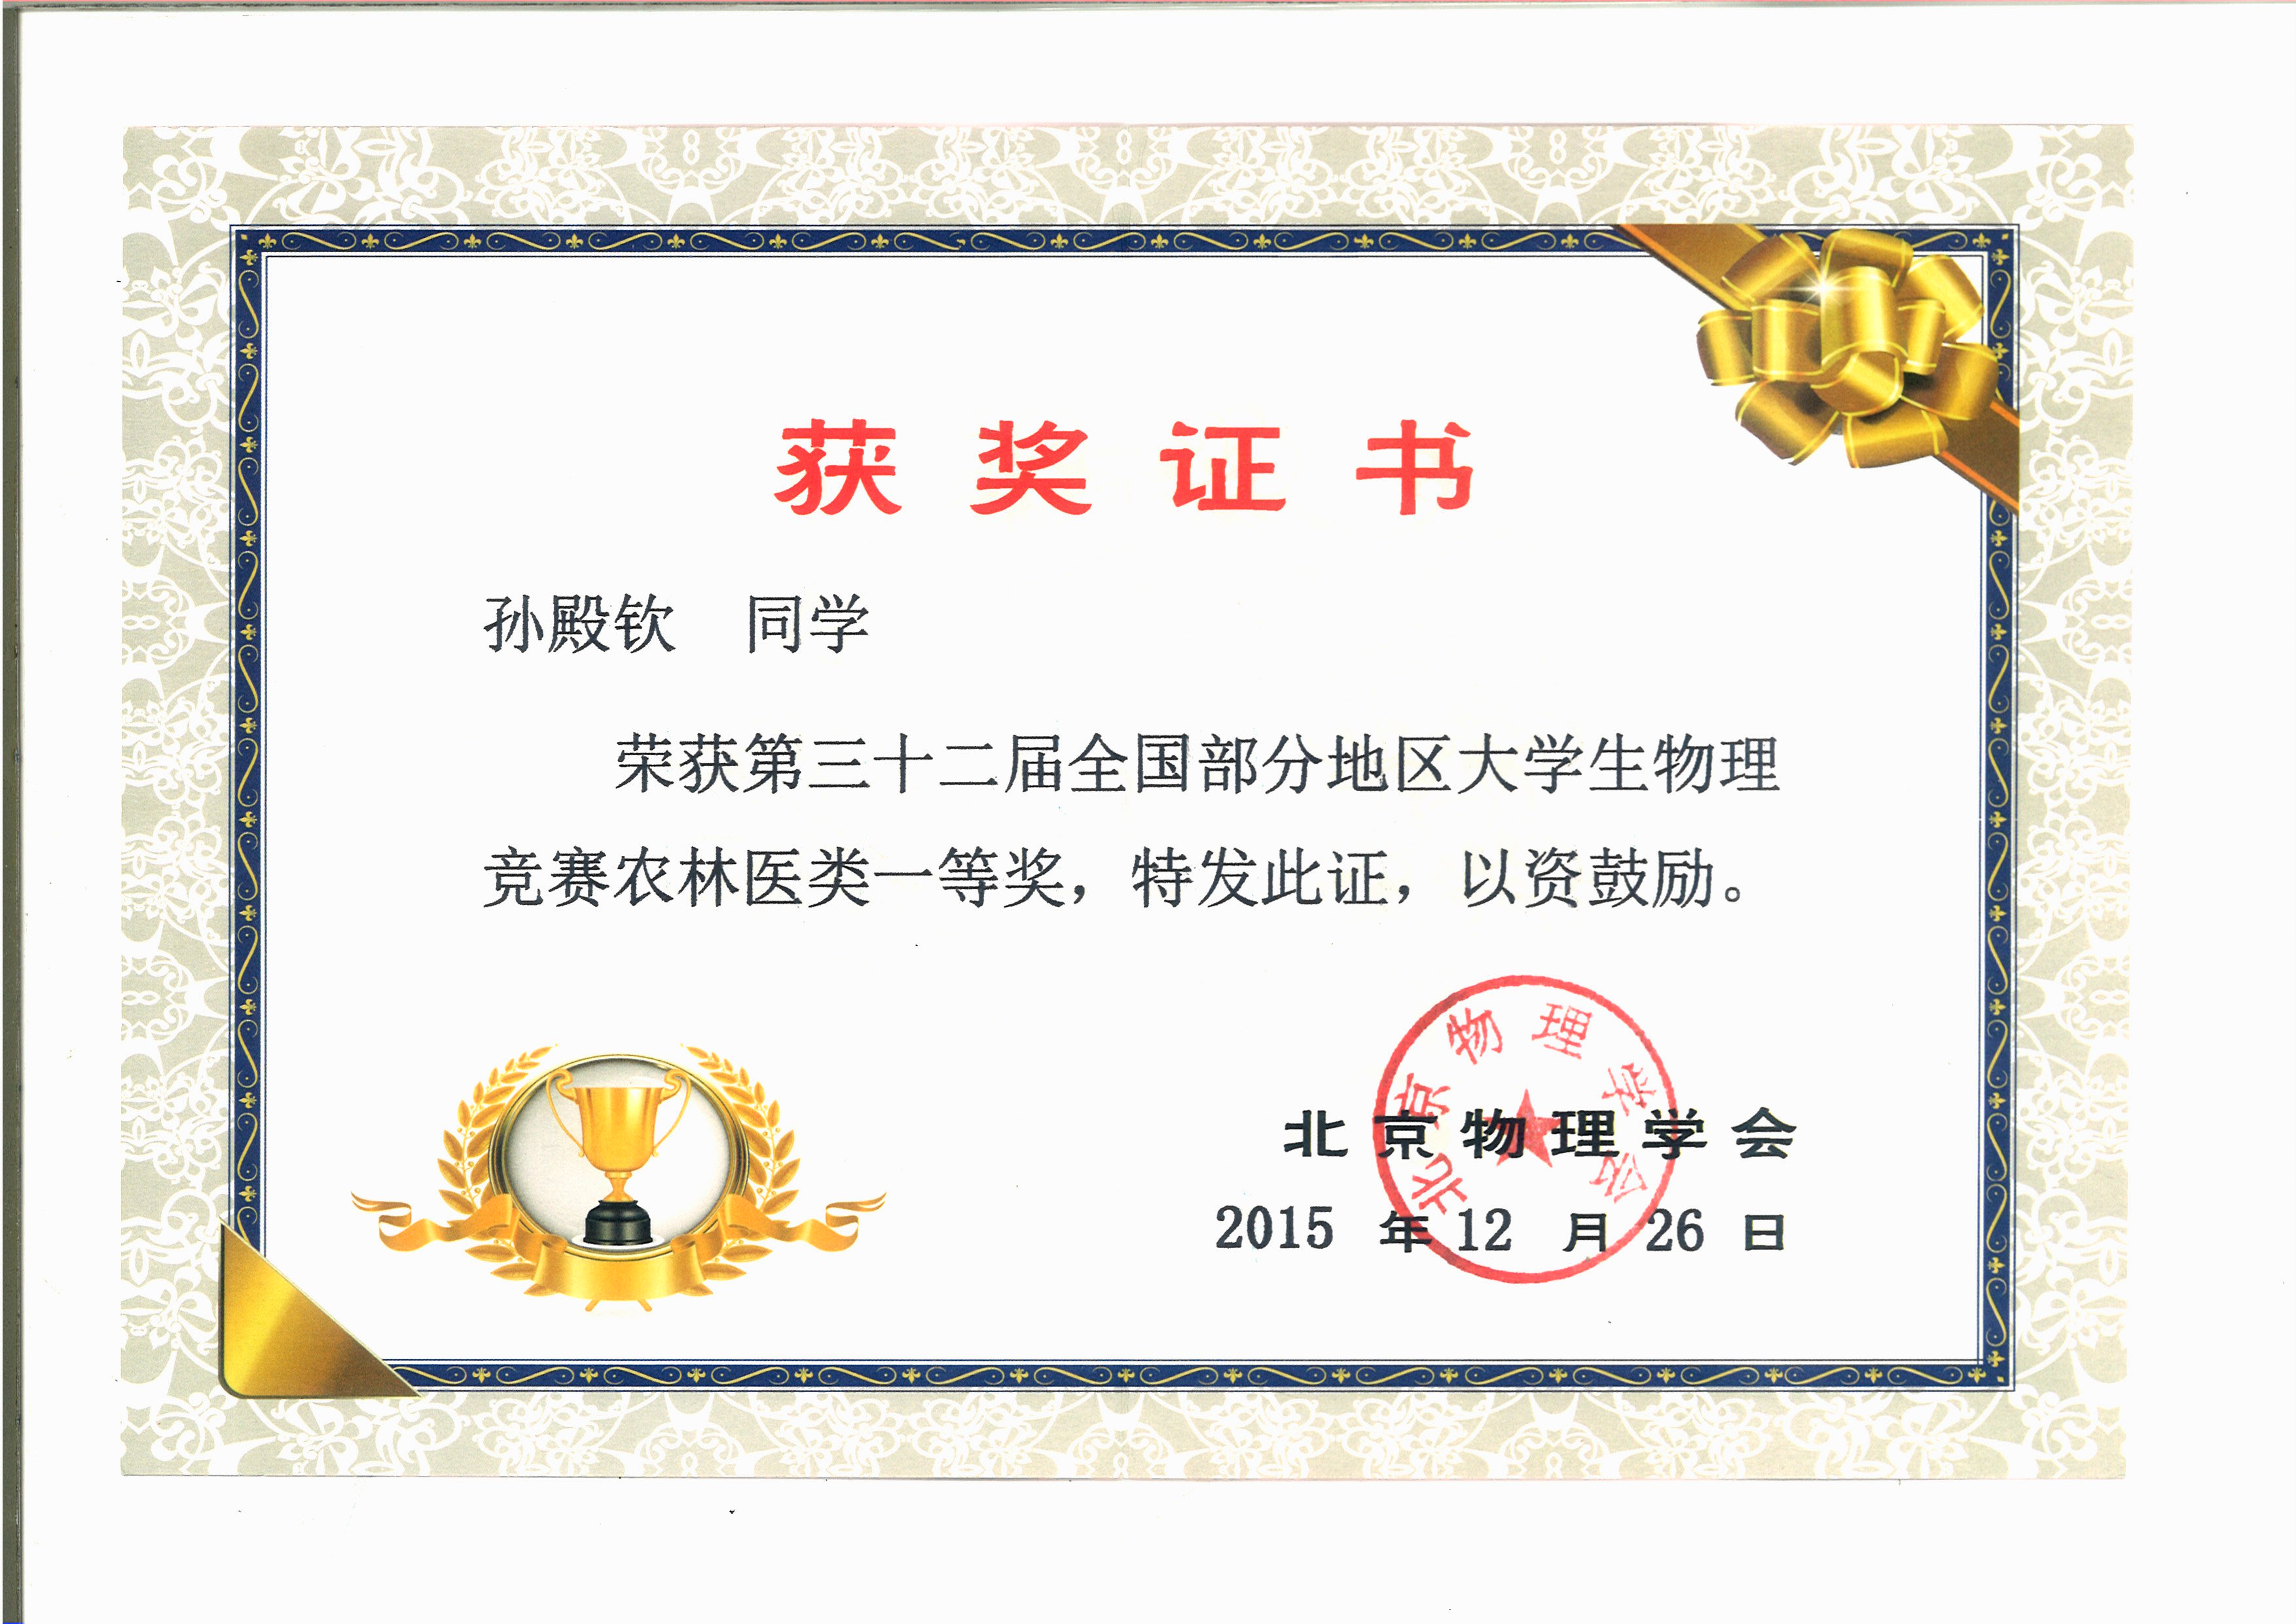 获奖证书
孙殿钦 同学
荣获第三十二届全国部分地区大学生物理
竞赛农林医类一等奖，特发此证，以资鼓励。
北京物理学会
北京物理学会
2015 年 12 月 26 日